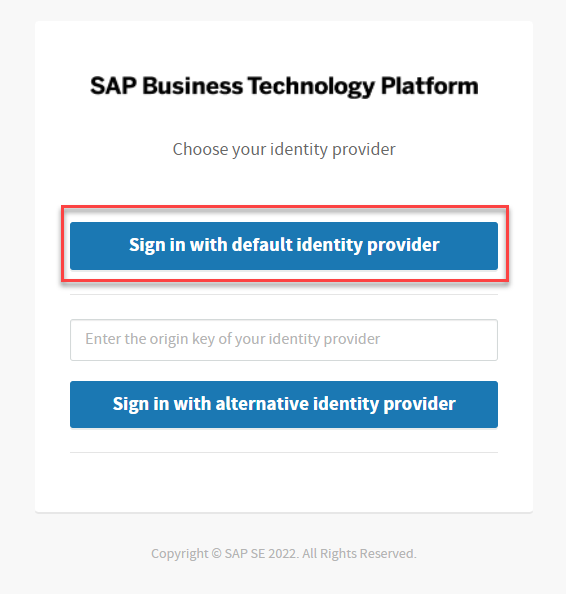 SAP Business Technology Platform
Choose your identity provider
Sign in with default identity provider
Enter the origin key of your identity provider
Sign in with alternative identity provider
Copyright © SAP SE 2022. All Rights Reserved.